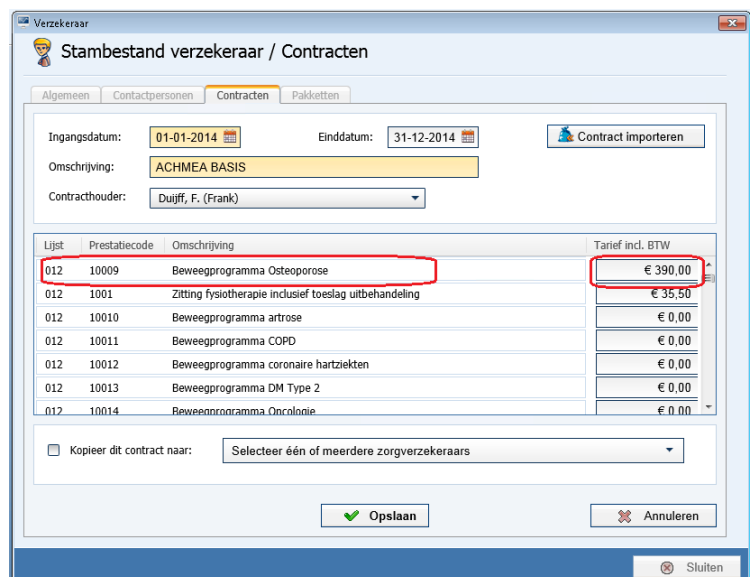 Verzekeraar
Stambestand verzekeraar / Contracten
Algemeen Contactpersonen Contracten Pakketten
Ingangsdatum: 01-01-2014 Einddatum: 31-12-2014 Contract importeren
Omschrijving: ACHMEA BASIS
Contracthouder: Duijff, F. (Frank)
Lijst Prestatiecode Omschrijving Tarief incl. BTW
012 10009 Beweegprogramma Osteoporose € 390,00
012 1001 Zitting fysiotherapie inclusief toeslag uitbehandeling € 35,50
012 10010 Beweegprogramma artrose € 0,00
012 10011 Beweegprogramma COPD € 0,00
012 10012 Beweegprogramma coronaire hartziekten € 0,00
012 10013 Beweegprogramma DM Type 2 € 0,00
012 10014 Beweegprogramma Oncologie € 0,00
Kopieer dit contract naar: Selecteer één of meerdere zorgverzekeraars
Opslaan Annuleren
Sluiten